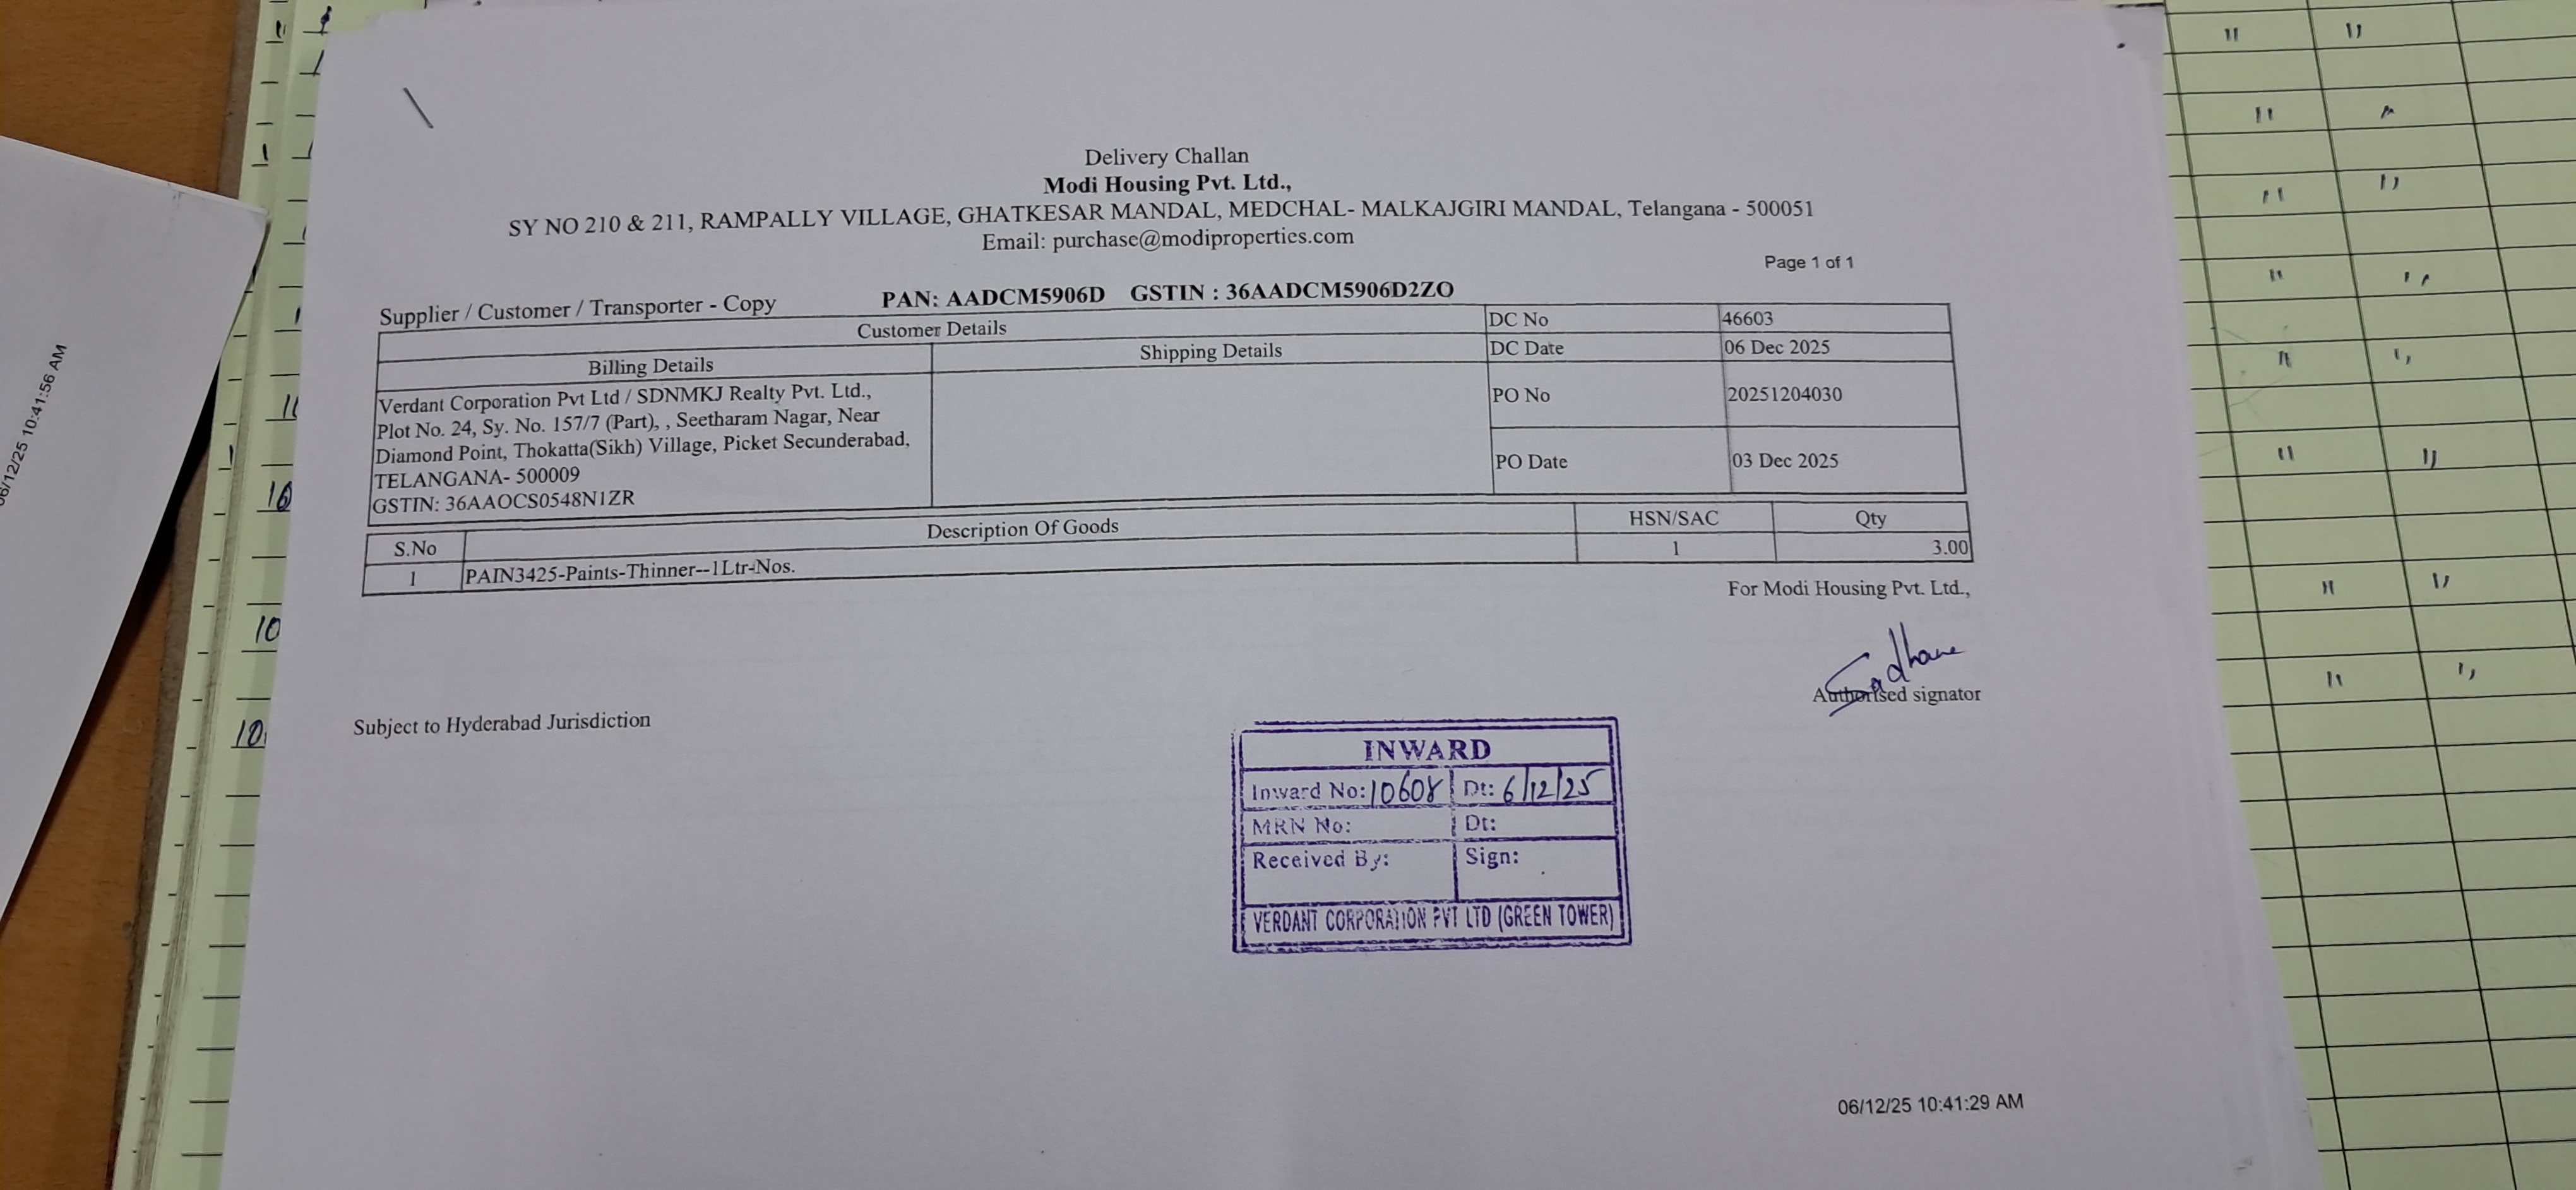 Delivery Challan
Modi Housing Pvt. Ltd.,
SY NO 210 & 211, RAMPALLY VILLAGE, GHATKESAR MANDAL, MEDCHAL- MALKAJGIRI MANDAL, Telangana - 500051
Email: purchase@modiproperties.com
Page 1 of 1
Supplier / Customer / Transporter - Copy
PAN: AADCM5906D GSTIN : 36AADCM5906D2ZO
Customer Details
Billing Details
Shipping Details
Verdant Corporation Pvt Ltd / SDNMKJ Realty Pvt. Ltd.,
Plot No. 24, Sy. No. 157/7 (Part), , Seetharam Nagar, Near
Diamond Point, Thokatta(Sikh) Village, Picket Secunderabad,
TELANGANA- 500009
GSTIN: 36AAOCS0548N1ZR
DC No 46603
DC Date 06 Dec 2025
PO No 20251204030
PO Date 03 Dec 2025
S.No Description Of Goods HSN/SAC Qty
1 PAIN3425-Paints-Thinner--1Ltr-Nos. 1 3.00
For Modi Housing Pvt. Ltd.,
Authorised signator
Subject to Hyderabad Jurisdiction
INWARD
Inward No: 10608 Dt: 6/12/25
MRN No: Dt:
Received By: Sign:
VERDANT CORPORATION PVT LTD (GREEN TOWER)
06/12/25 10:41:29 AM
06/12/25 10:41:56 AM